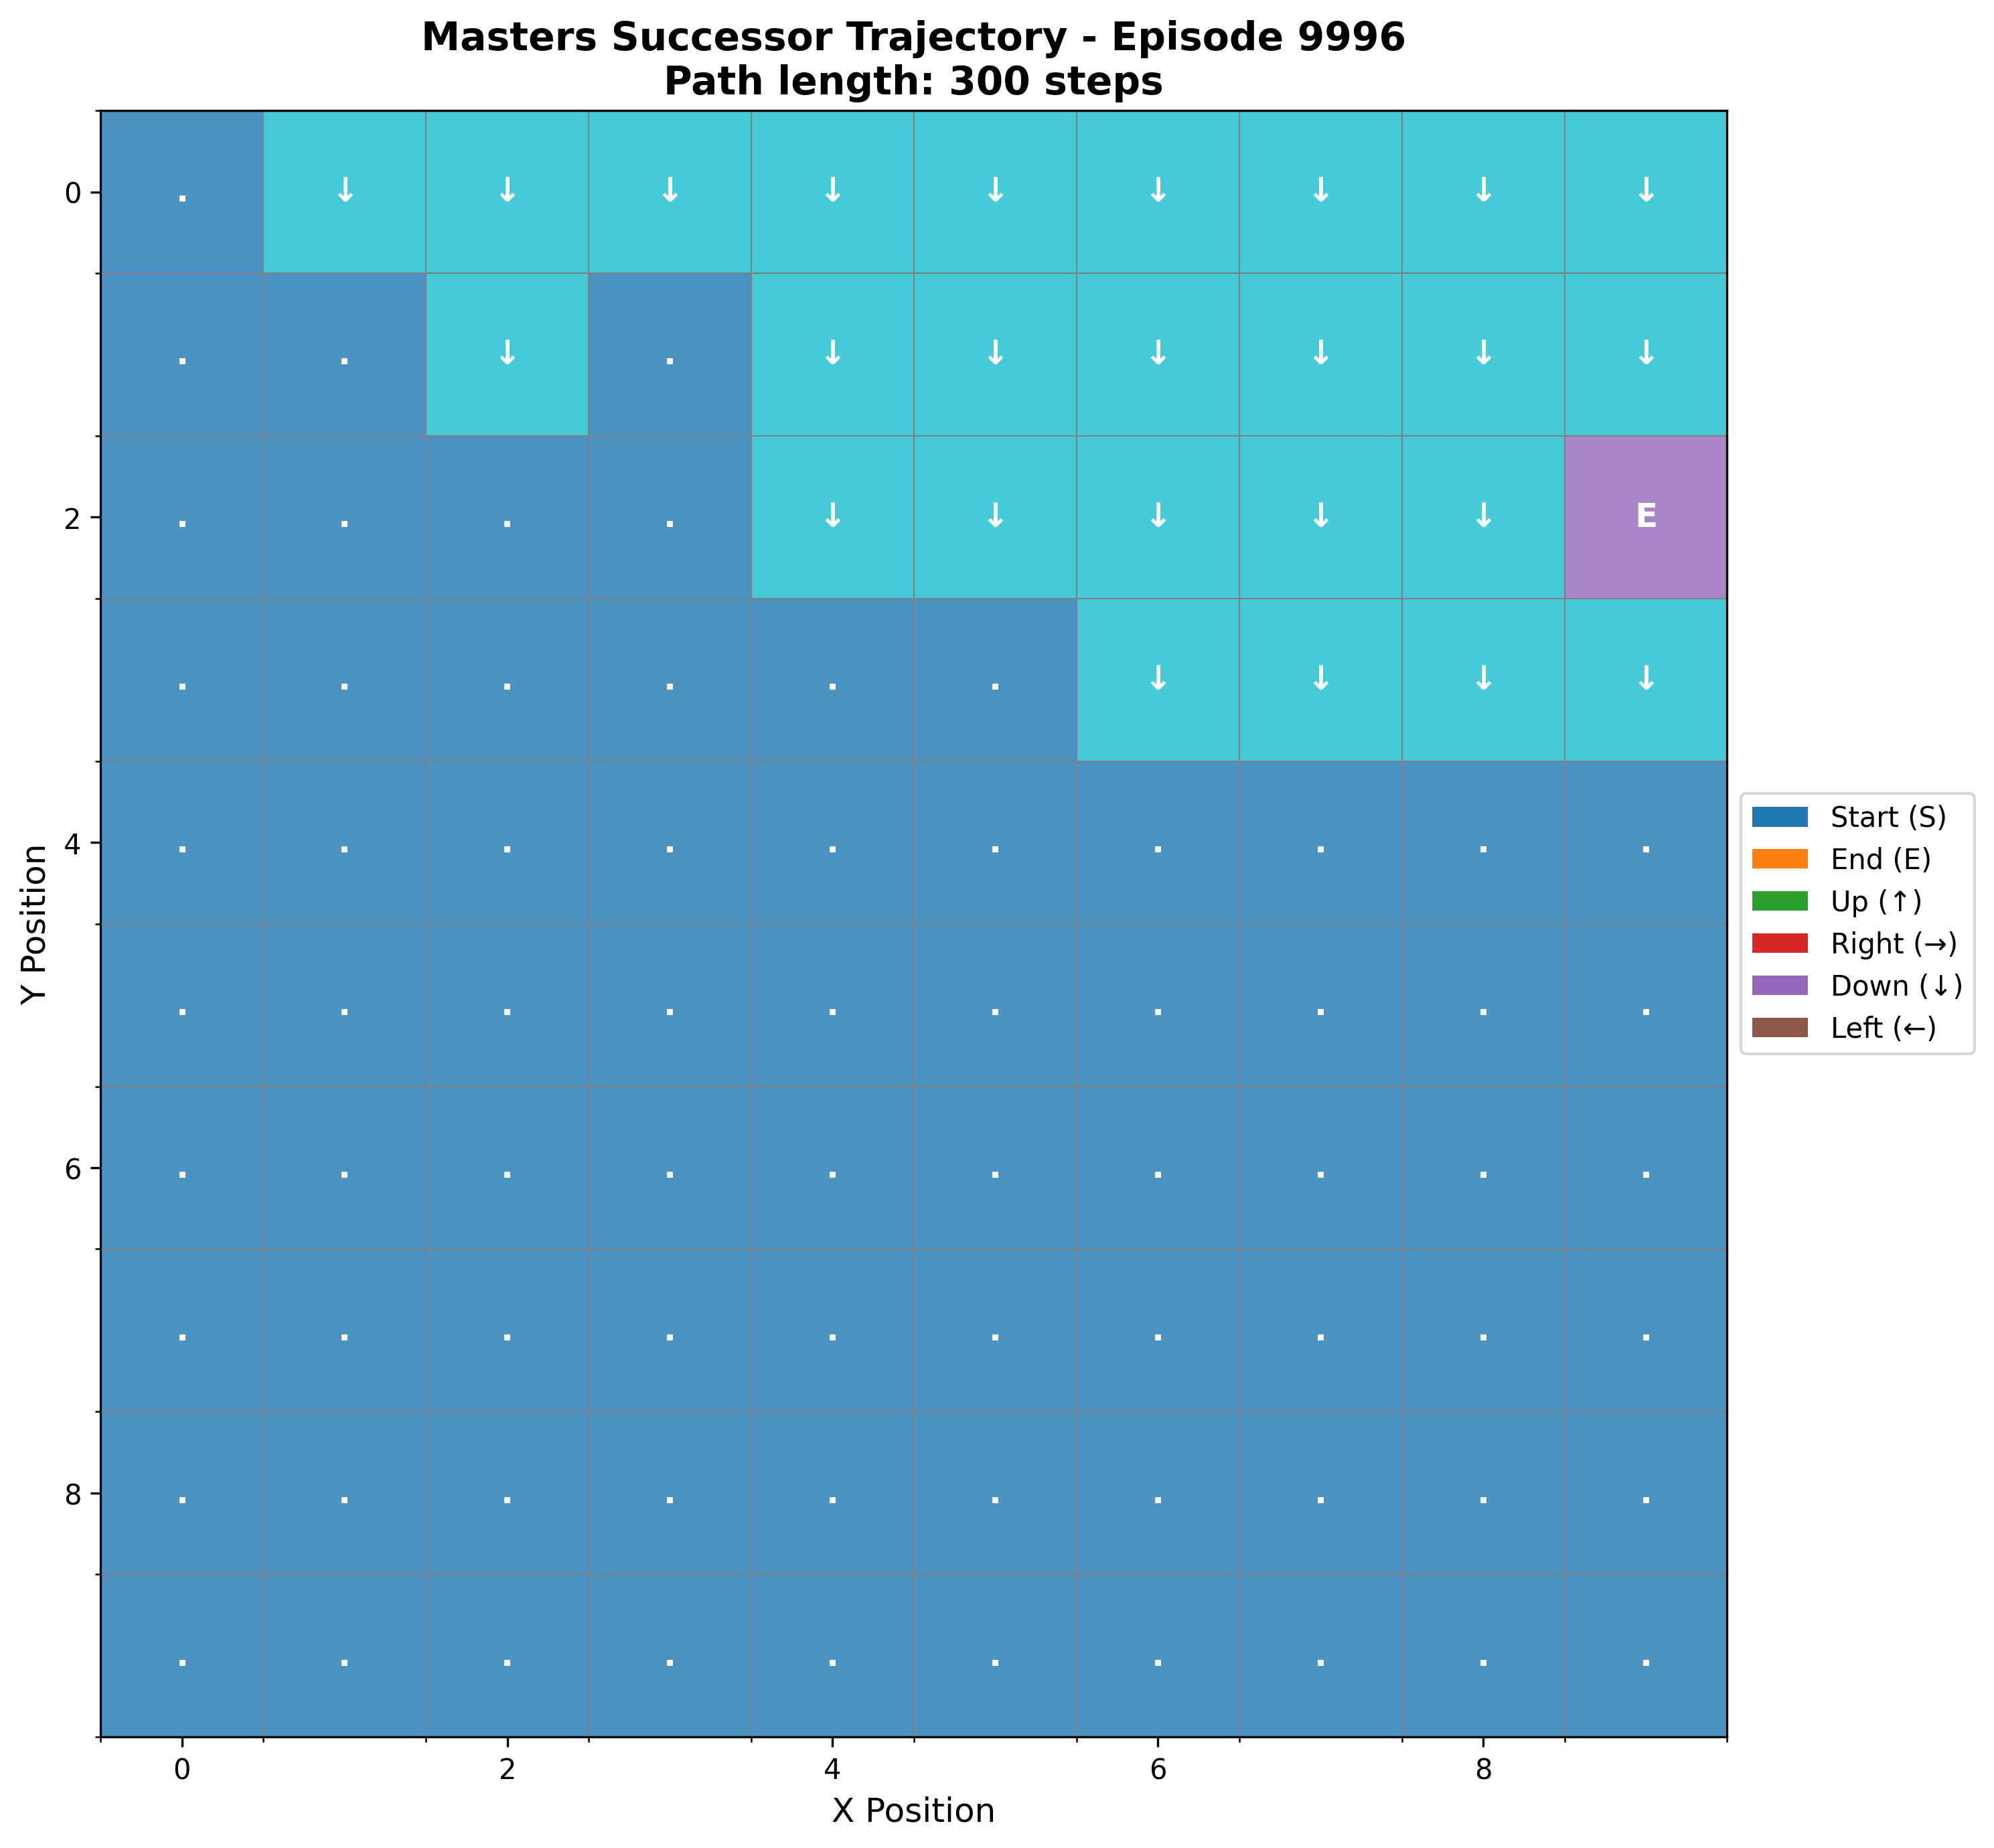 Masters Successor Trajectory - Episode 9996
Path length: 300 steps
0 . ↓ ↓ ↓ ↓ ↓ ↓ ↓ ↓ ↓
. . ↓ . ↓ ↓ ↓ ↓ ↓ ↓
2 . . . . ↓ ↓ ↓ ↓ ↓ E
. . . . . . ↓ ↓ ↓ ↓
4 . . . . . . . . . .
. . . . . . . . . .
6 . . . . . . . . . .
. . . . . . . . . .
8 . . . . . . . . . .
. . . . . . . . . .
0 2 4 6 8
X Position
Y Position
Start (S)
End (E)
Up (↑)
Right (→)
Down (↓)
Left (←)